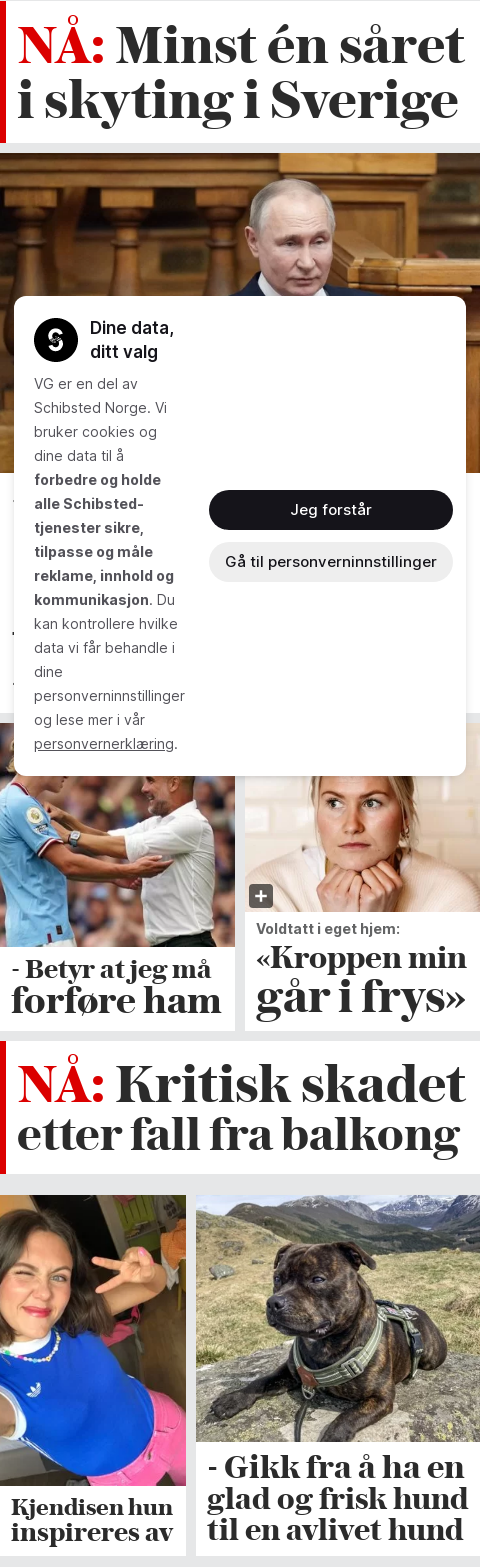 NÅ: Minst én såret
i skyting i Sverige
Dine data,
ditt valg
VG er en del av
Schibsted Norge. Vi
bruker cookies og
dine data til å
forbedre og holde
alle Schibsted-
tjenester sikre,
tilpasse og måle
reklame, innhold og
kommunikasjon. Du
kan kontrollere hvilke
data vi får behandle i
dine
personverninnstillinger
og lese mer i vår
personvernerklæring.
Jeg forstår
Gå til personverninnstillinger
- Betyr at jeg må
forføre ham
Voldtatt i eget hjem:
«Kroppen min
går i frys»
NÅ: Kritisk skadet
etter fall fra balkong
Kjendisen hun
inspireres av
- Gikk fra å ha en
glad og frisk hund
til en avlivet hund